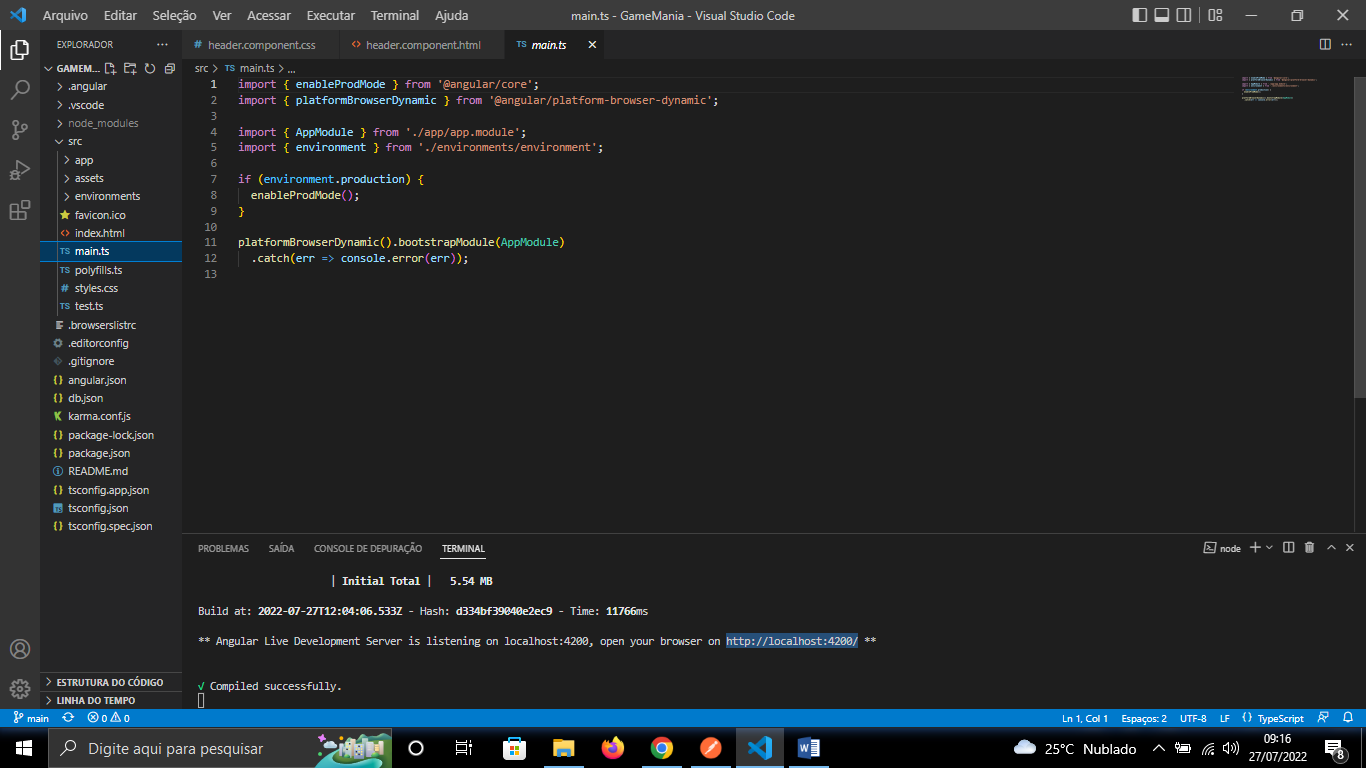 Arquivo Editar Seleção Ver Acessar Executar Terminal Ajuda
main.ts - GameMania - Visual Studio Code
EXPLORADOR
header.component.css
header.component.html
TS main.ts
GAMEM...
src > TS main.ts > ...
.angular
.vscode
node_modules
src
app
assets
environments
favicon.ico
index.html
TS main.ts
TS polyfills.ts
# styles.css
TS test.ts
.browserslistrc
.editorconfig
.gitignore
{} angular.json
{} db.json
karma.conf.js
{} package-lock.json
{} package.json
README.md
{} tsconfig.app.json
tsconfig.json
{} tsconfig.spec.json
1 import { enableProdMode } from '@angular/core';
2 import { platformBrowserDynamic } from '@angular/platform-browser-dynamic';
3
4 import { AppModule } from './app/app.module';
5 import { environment } from './environments/environment';
6
7 if (environment.production) {
8 enableProdMode();
9 }
10
11 platformBrowserDynamic().bootstrapModule(AppModule)
12 .catch(err => console.error(err));
13
PROBLEMAS SAÍDA CONSOLE DE DEPURAÇÃO TERMINAL
node
| Initial Total | 5.54 MB
Build at: 2022-07-27T12:04:06.533Z - Hash: d334bf39040e2ec9 - Time: 11766ms
** Angular Live Development Server is listening on localhost:4200, open your browser on http://localhost:4200/ **
√ Compiled successfully.
ESTRUTURA DO CÓDIGO
LINHA DO TEMPO
main 0 0
Ln 1, Col 1 Espaços: 2 UTF-8 LF {} TypeScript
Digite aqui para pesquisar
25°C Nublado
09:16
27/07/2022
8